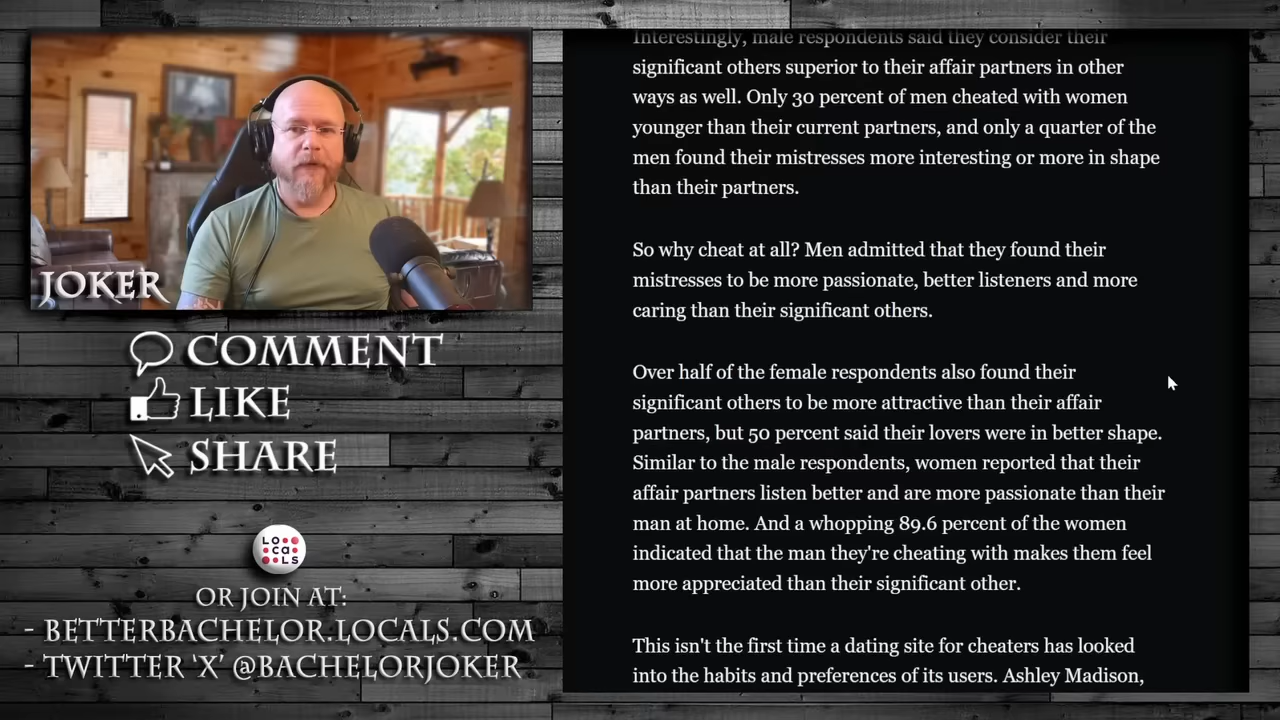 JOKER
COMMENT
LIKE
SHARE
LO
ca
LS
OR JOIN AT:
- BETTERBACHELOR.LOCALS.COM
- TWITTER 'X' @BACHELORJOKER
Interestingly, male respondents said they consider their
significant others superior to their affair partners in other
ways as well. Only 30 percent of men cheated with women
younger than their current partners, and only a quarter of the
men found their mistresses more interesting or more in shape
than their partners.
So why cheat at all? Men admitted that they found their
mistresses to be more passionate, better listeners and more
caring than their significant others.
Over half of the female respondents also found their
significant others to be more attractive than their affair
partners, but 50 percent said their lovers were in better shape.
Similar to the male respondents, women reported that their
affair partners listen better and are more passionate than their
man at home. And a whopping 89.6 percent of the women
indicated that the man they're cheating with makes them feel
more appreciated than their significant other.
This isn't the first time a dating site for cheaters has looked
into the habits and preferences of its users. Ashley Madison,